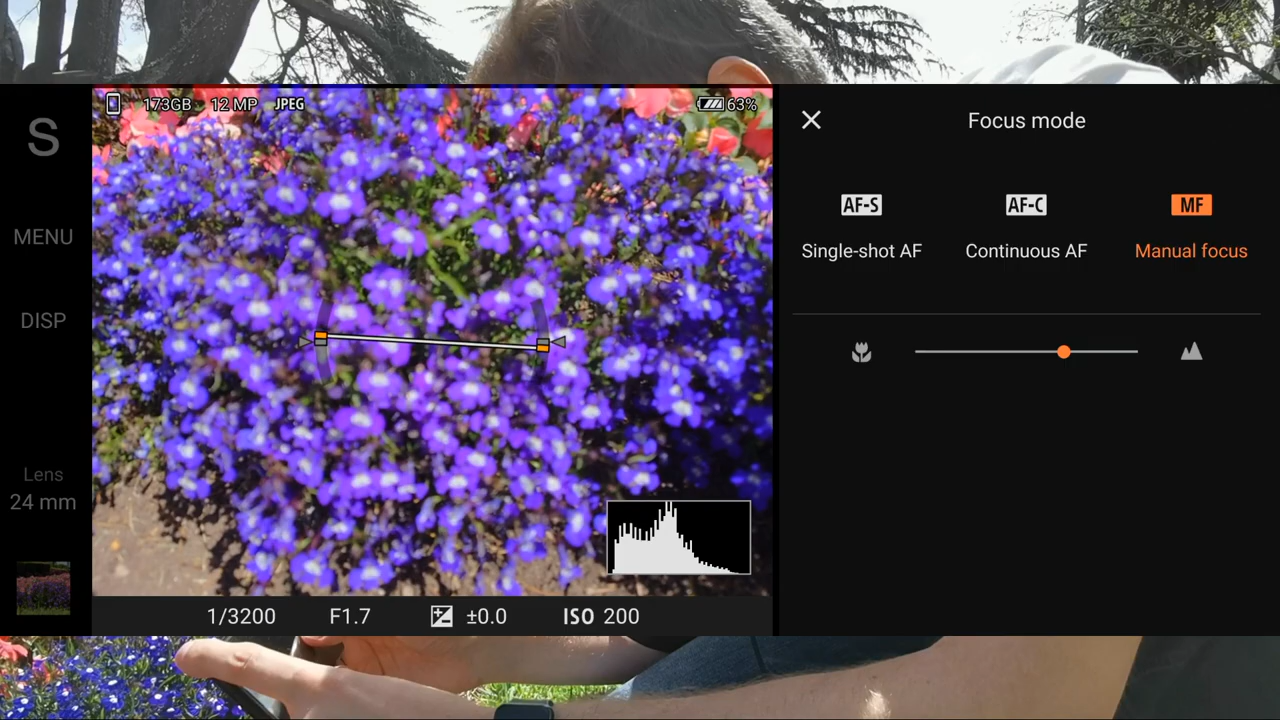 S
MENU
DISP
Lens
24 mm
173GB 12 MP JPEG 63%
1/3200 F1.7 ±0.0 ISO 200
Focus mode
AF-S AF-C MF
Single-shot AF Continuous AF Manual focus